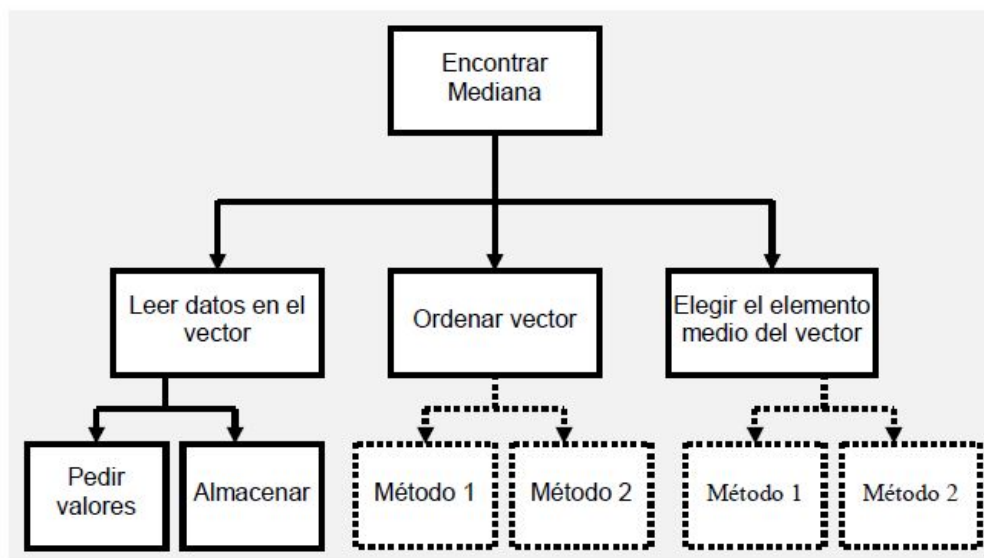 Encontrar
Mediana
Leer datos en el
vector
Ordenar vector
Elegir el elemento
medio del vector
Pedir
valores
Almacenar
Método 1
Método 2
Método 1
Método 2